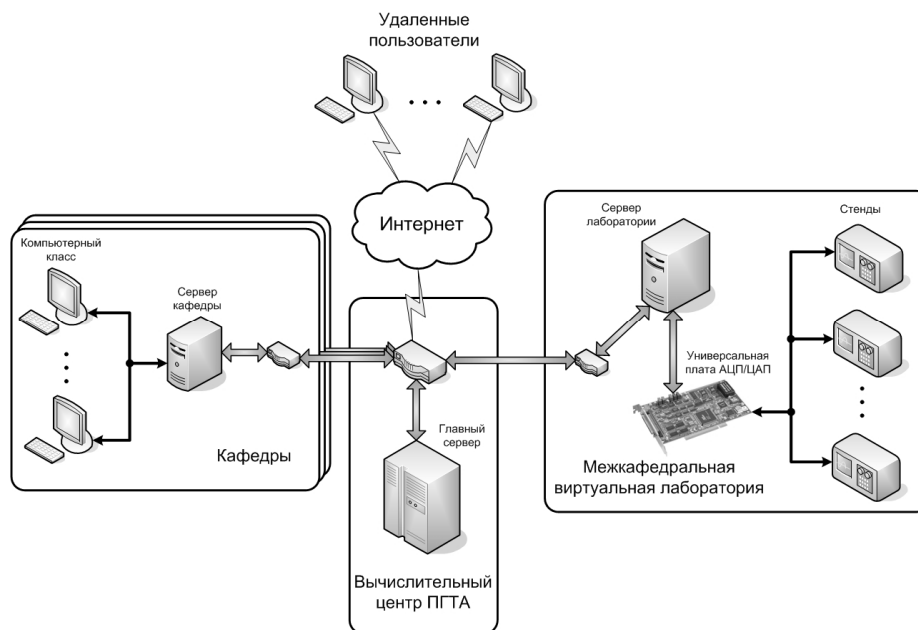 Удаленные
пользователи
Интернет
Компьютерный
класс
Сервер
кафедры
Кафедры
Главный
сервер
Вычислительный
центр ПГТА
Сервер
лаборатории
Стенды
Универсальная
плата АЦП/ЦАП
Межкафедральная
виртуальная лаборатория